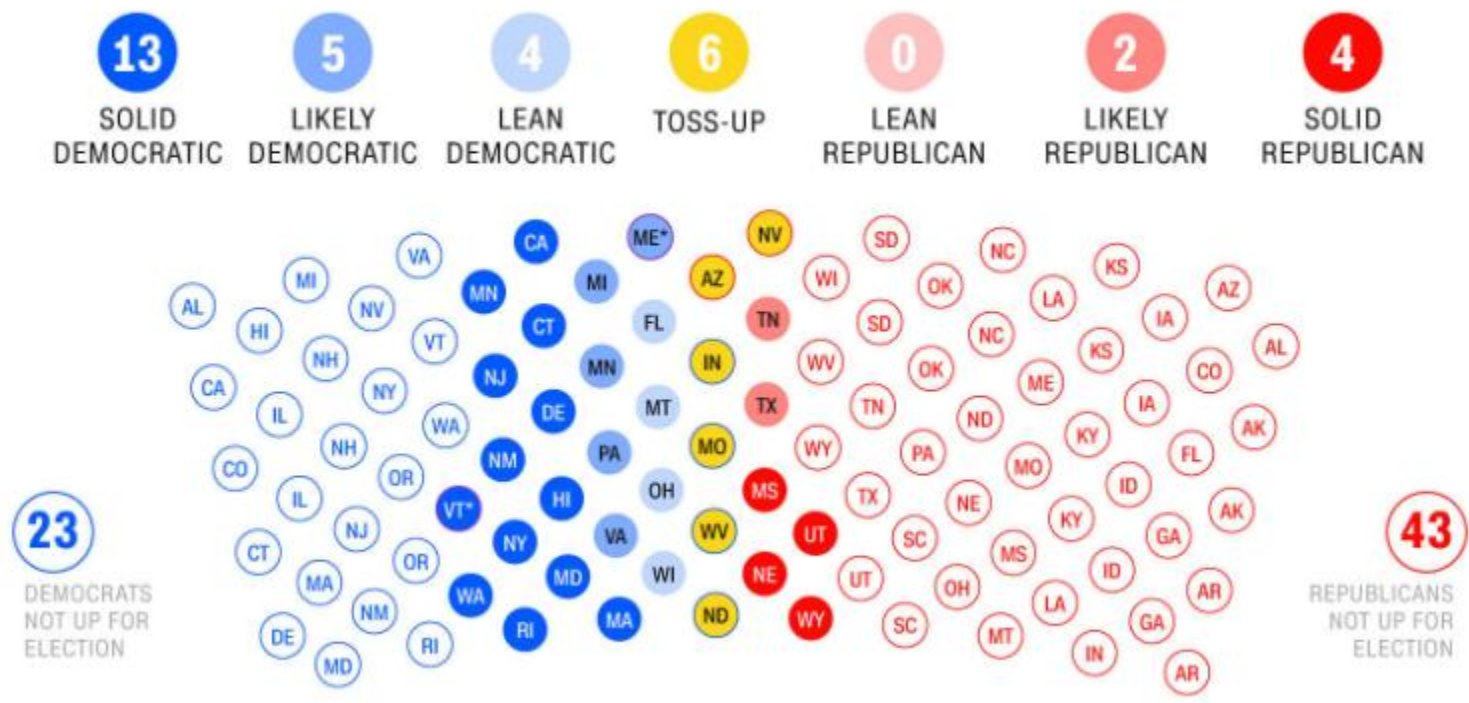 13 5 4 6 0 2 4
SOLID LIKELY LEAN TOSS-UP LEAN LIKELY SOLID
DEMOCRATIC DEMOCRATIC DEMOCRATIC REPUBLICAN REPUBLICAN REPUBLICAN
CA ME* NV SD NC
VA MI KS
MI MN MI AZ WI OK LA AZ
AL NV CT FL TN SD NC IA
HI VT KS AL
NH NJ MN IN WV OK ME CO
CA NY DE MT TX TN ND IA
IL WA KY AK
NH NM PA MO WY PA MO FL
CO OR HI OH MS TX NE ID
IL VT* KY AK
23 NJ NY VA WV UT SC MS GA 43
CT OR MD WI NE UT OH ID
DEMOCRATS MA WA LA AR REPUBLICANS
NOT UP FOR NM RI MA ND WY SC MT GA NOT UP FOR
ELECTION DE RI IN ELECTION
MD AR